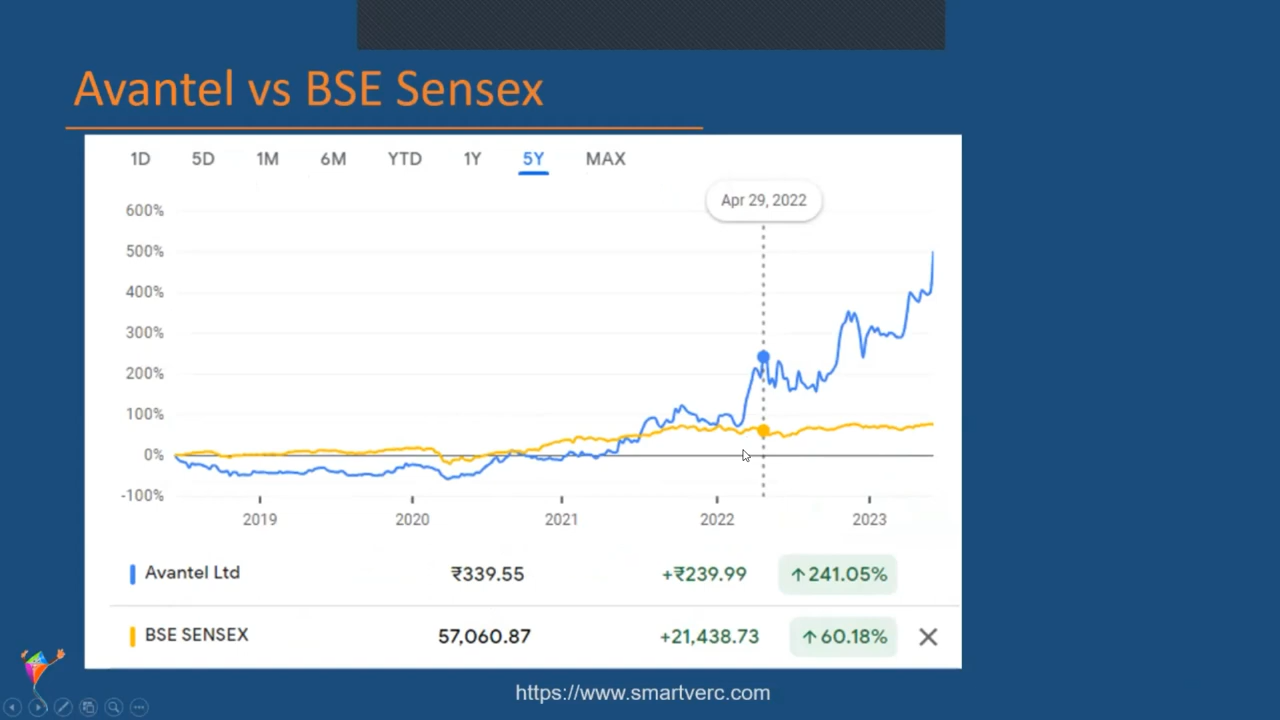 Avantel vs BSE Sensex
1D 5D 1M 6M YTD 1Y 5Y MAX
Apr 29, 2022
600%
500%
400%
300%
200%
100%
0%
-100%
2019 2020 2021 2022 2023
Avantel Ltd ₹339.55 +₹239.99 ↑241.05%
BSE SENSEX 57,060.87 +21,438.73 ↑60.18%
https://www.smartverc.com